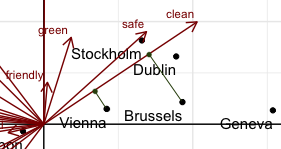 clean
safe
green
Stockholm
Dublin
friendly
Brussels
Vienna
Geneva